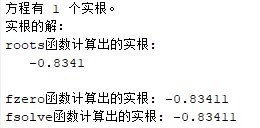 方程有 1 个实根。
实根的解：
roots函数计算出的实根：
-0.8341
fzero函数计算出的实根：-0.83411
fsolve函数计算出的实根：-0.83411